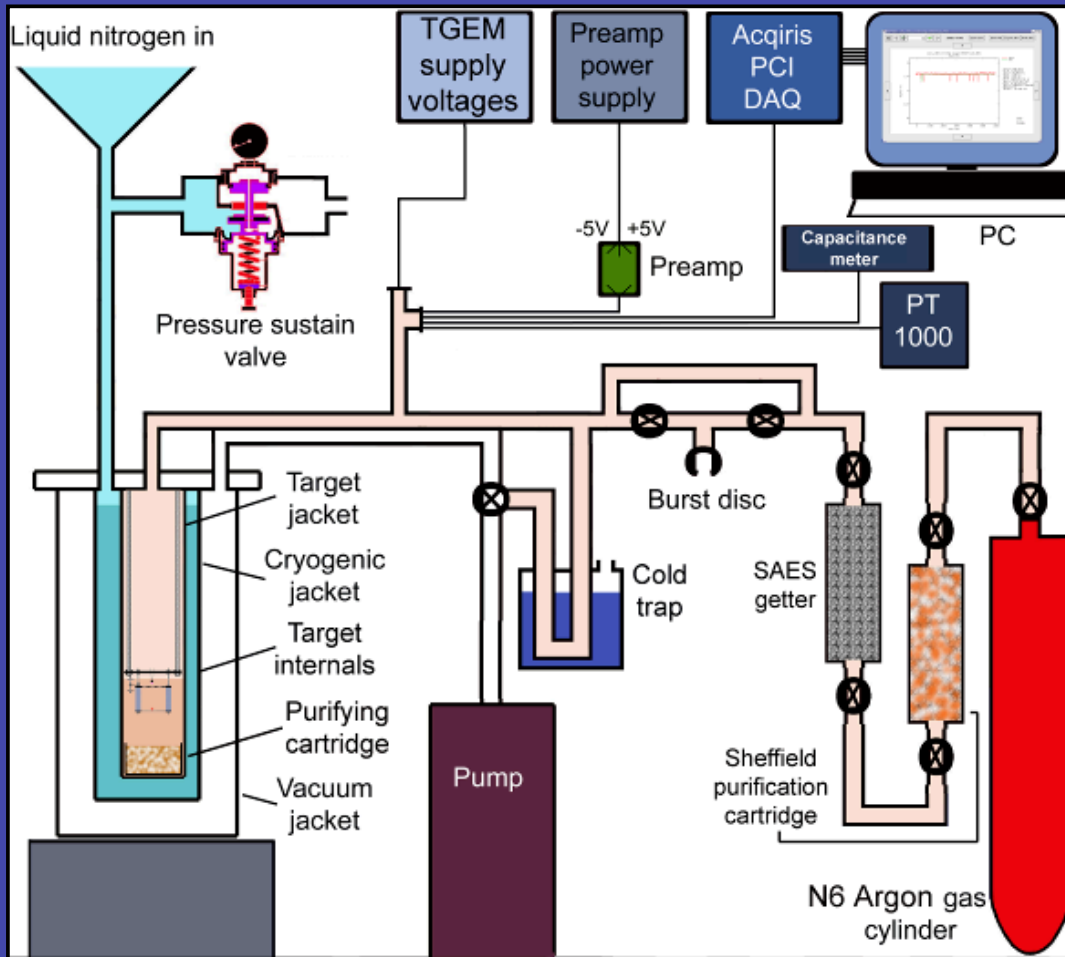 Liquid nitrogen in
TGEM
supply
voltages
Preamp
power
supply
Acqiris
PCI
DAQ
PC
-5V +5V
Preamp
Capacitance
meter
PT
1000
Pressure sustain
valve
Target
jacket
Cryogenic
jacket
Target
internals
Purifying
cartridge
Vacuum
jacket
Burst disc
Cold
trap
SAES
getter
Pump
Sheffield
purification
cartridge
N6 Argon gas
cylinder